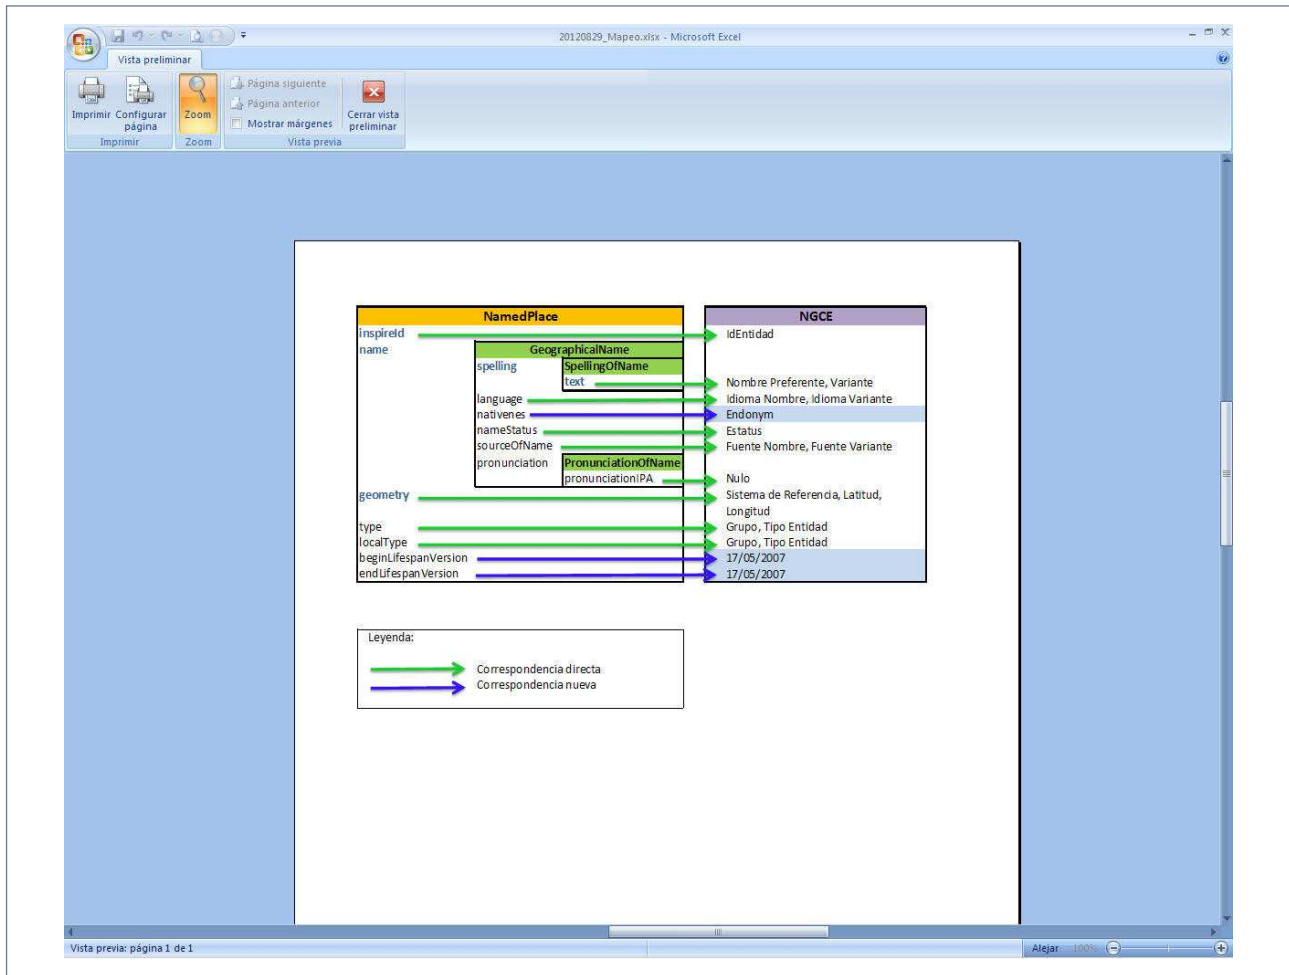 20120829_Mapeo.xlsx - Microsoft Excel
Vista preliminar
Imprimir
Configurar página
Zoom
Página siguiente
Página anterior
Mostrar márgenes
Cerrar vista preliminar
Imprimir
Zoom
Vista previa
NamedPlace NGCE
inspireId IdEntidad
name GeographicalName
spelling SpellingOfName
text Nombre Preferente, Variante
language Idioma Nombre, Idioma Variante
nativenes Endonym
nameStatus Estatus
sourceOfName Fuente Nombre, Fuente Variante
pronunciation PronunciationOfName
pronunciationIPA Nulo
geometry Sistema de Referencia, Latitud,
Longitud
type Grupo, Tipo Entidad
localType Grupo, Tipo Entidad
beginLifespanVersion 17/05/2007
endLifespanVersion 17/05/2007
Leyenda:
Correspondencia directa
Correspondencia nueva
Vista previa: página 1 de 1 Alejar 100%